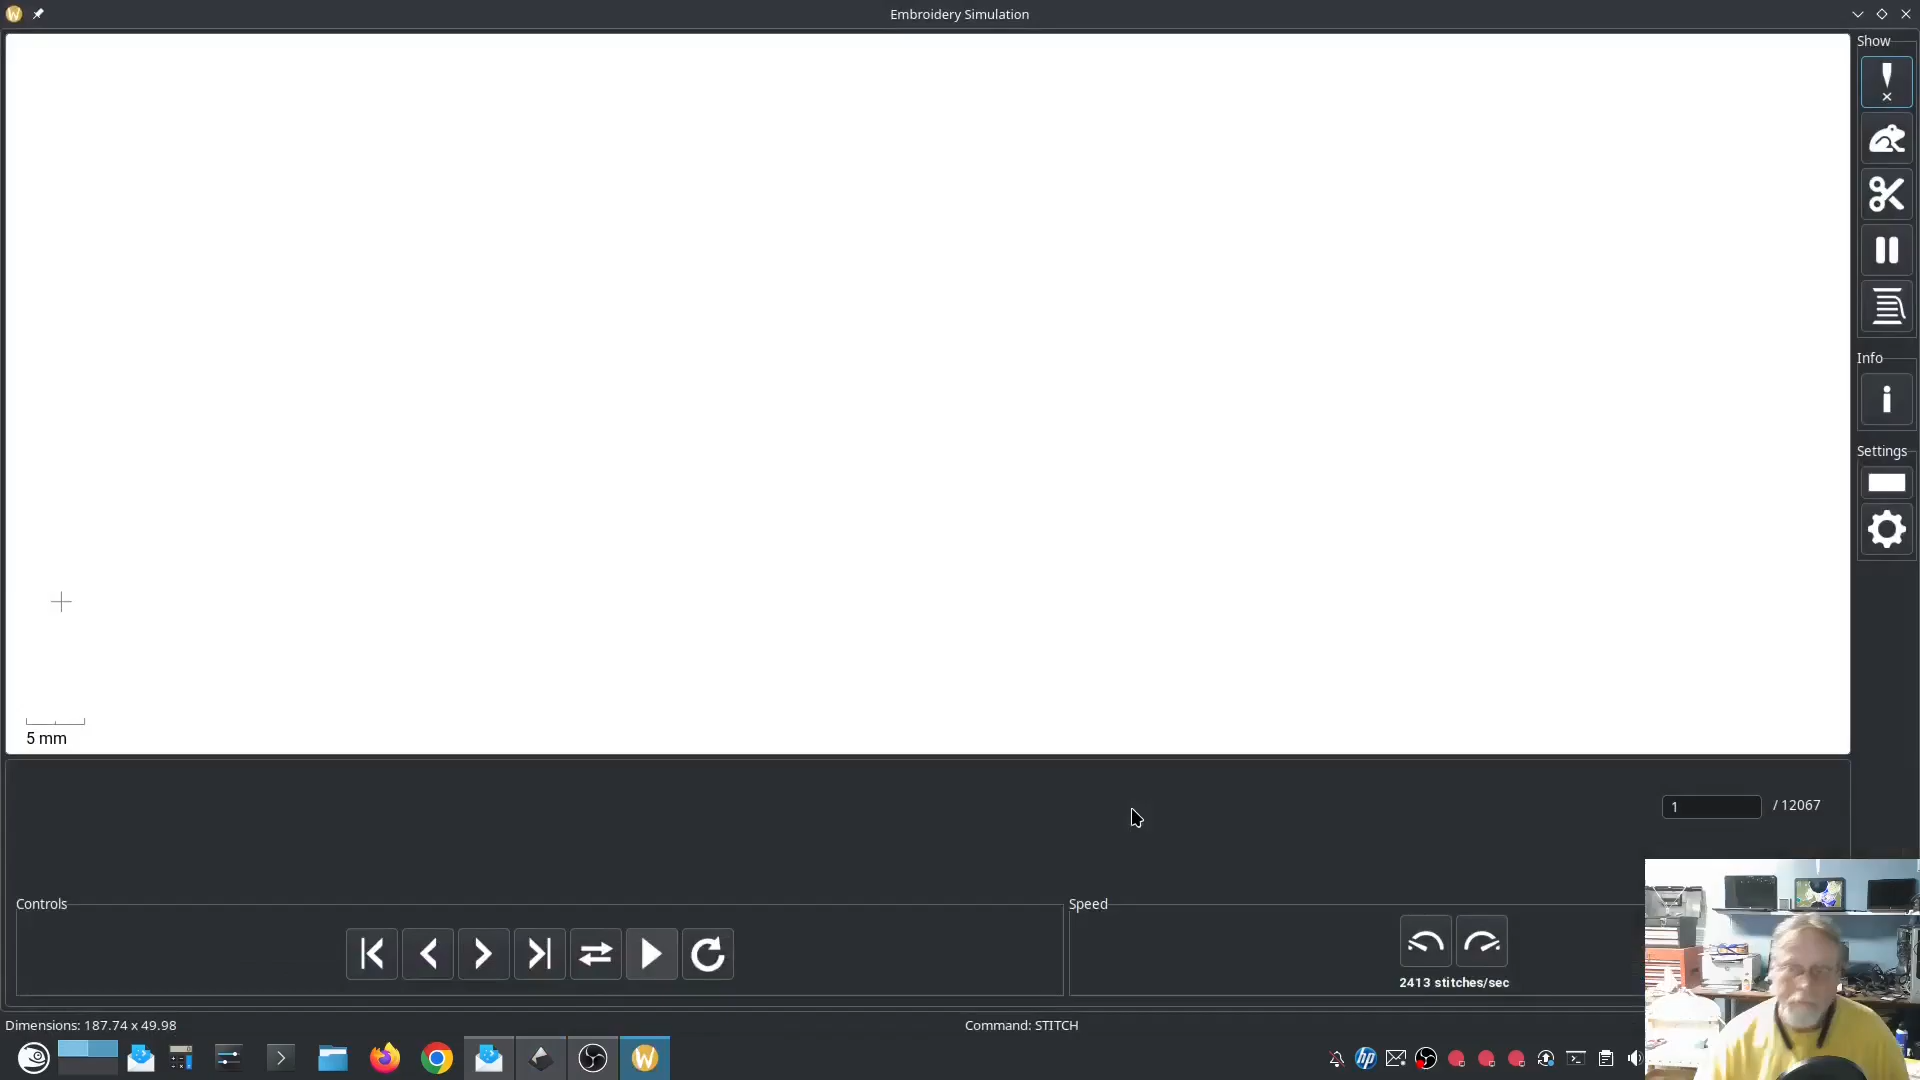 Embroidery Simulation
Show
Info
Settings
5 mm
1 / 12067
Controls
Speed
2413 stitches/sec
Dimensions: 187.74 x 49.98
Command: STITCH